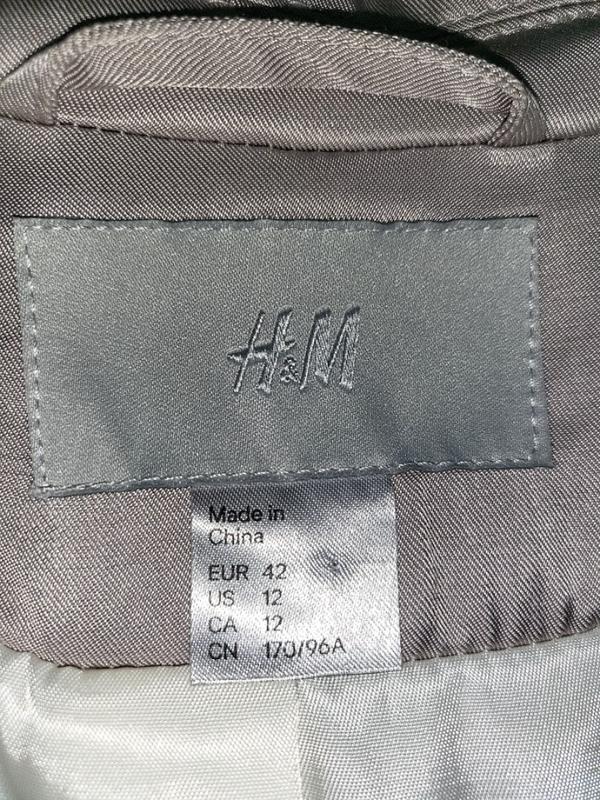 H&M
Made in
China
EUR 42
US 12
CA 12
CN 170/96A